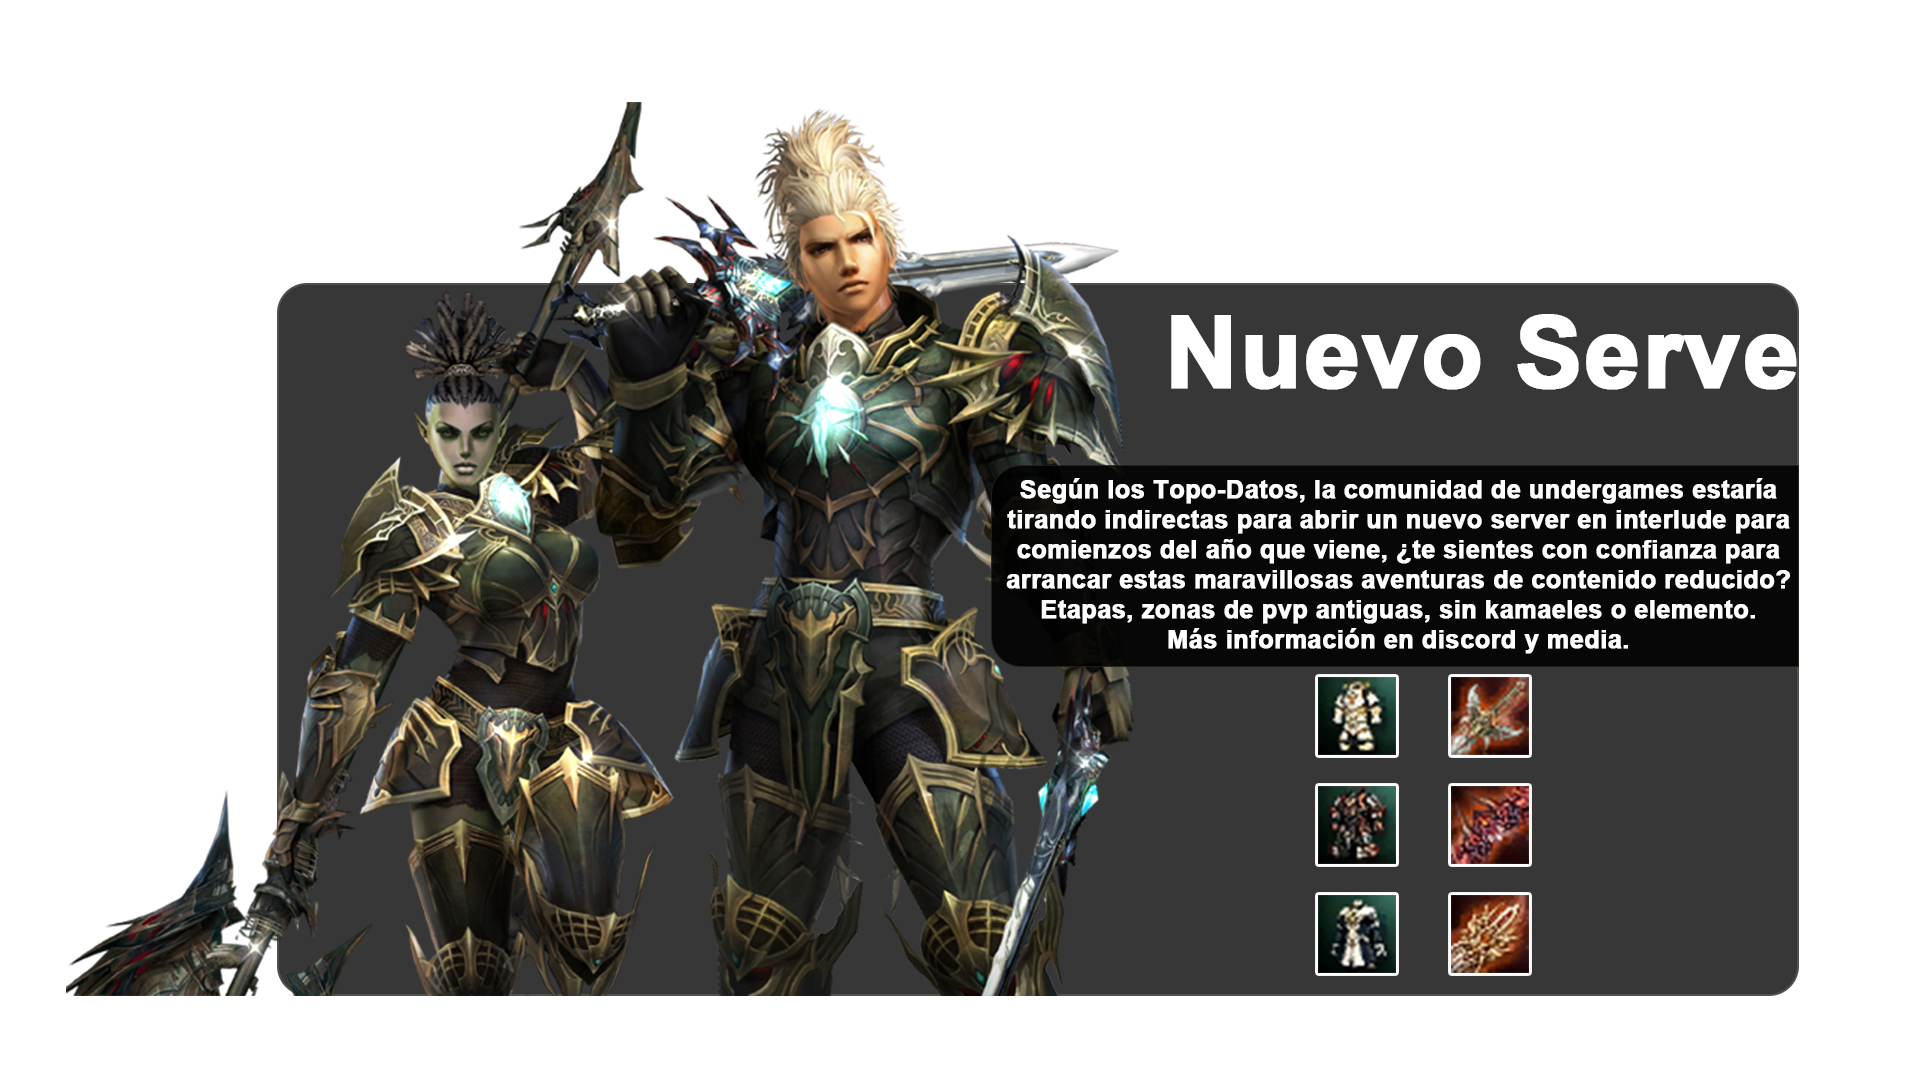 Nuevo Serve
Según los Topo-Datos, la comunidad de undergames estaría
tirando indirectas para abrir un nuevo server en interlude para
comienzos del año que viene, ¿te sientes con confianza para
arrancar estas maravillosas aventuras de contenido reducido?
Etapas, zonas de pvp antiguas, sin kamaeles o elemento.
Más información en discord y media.